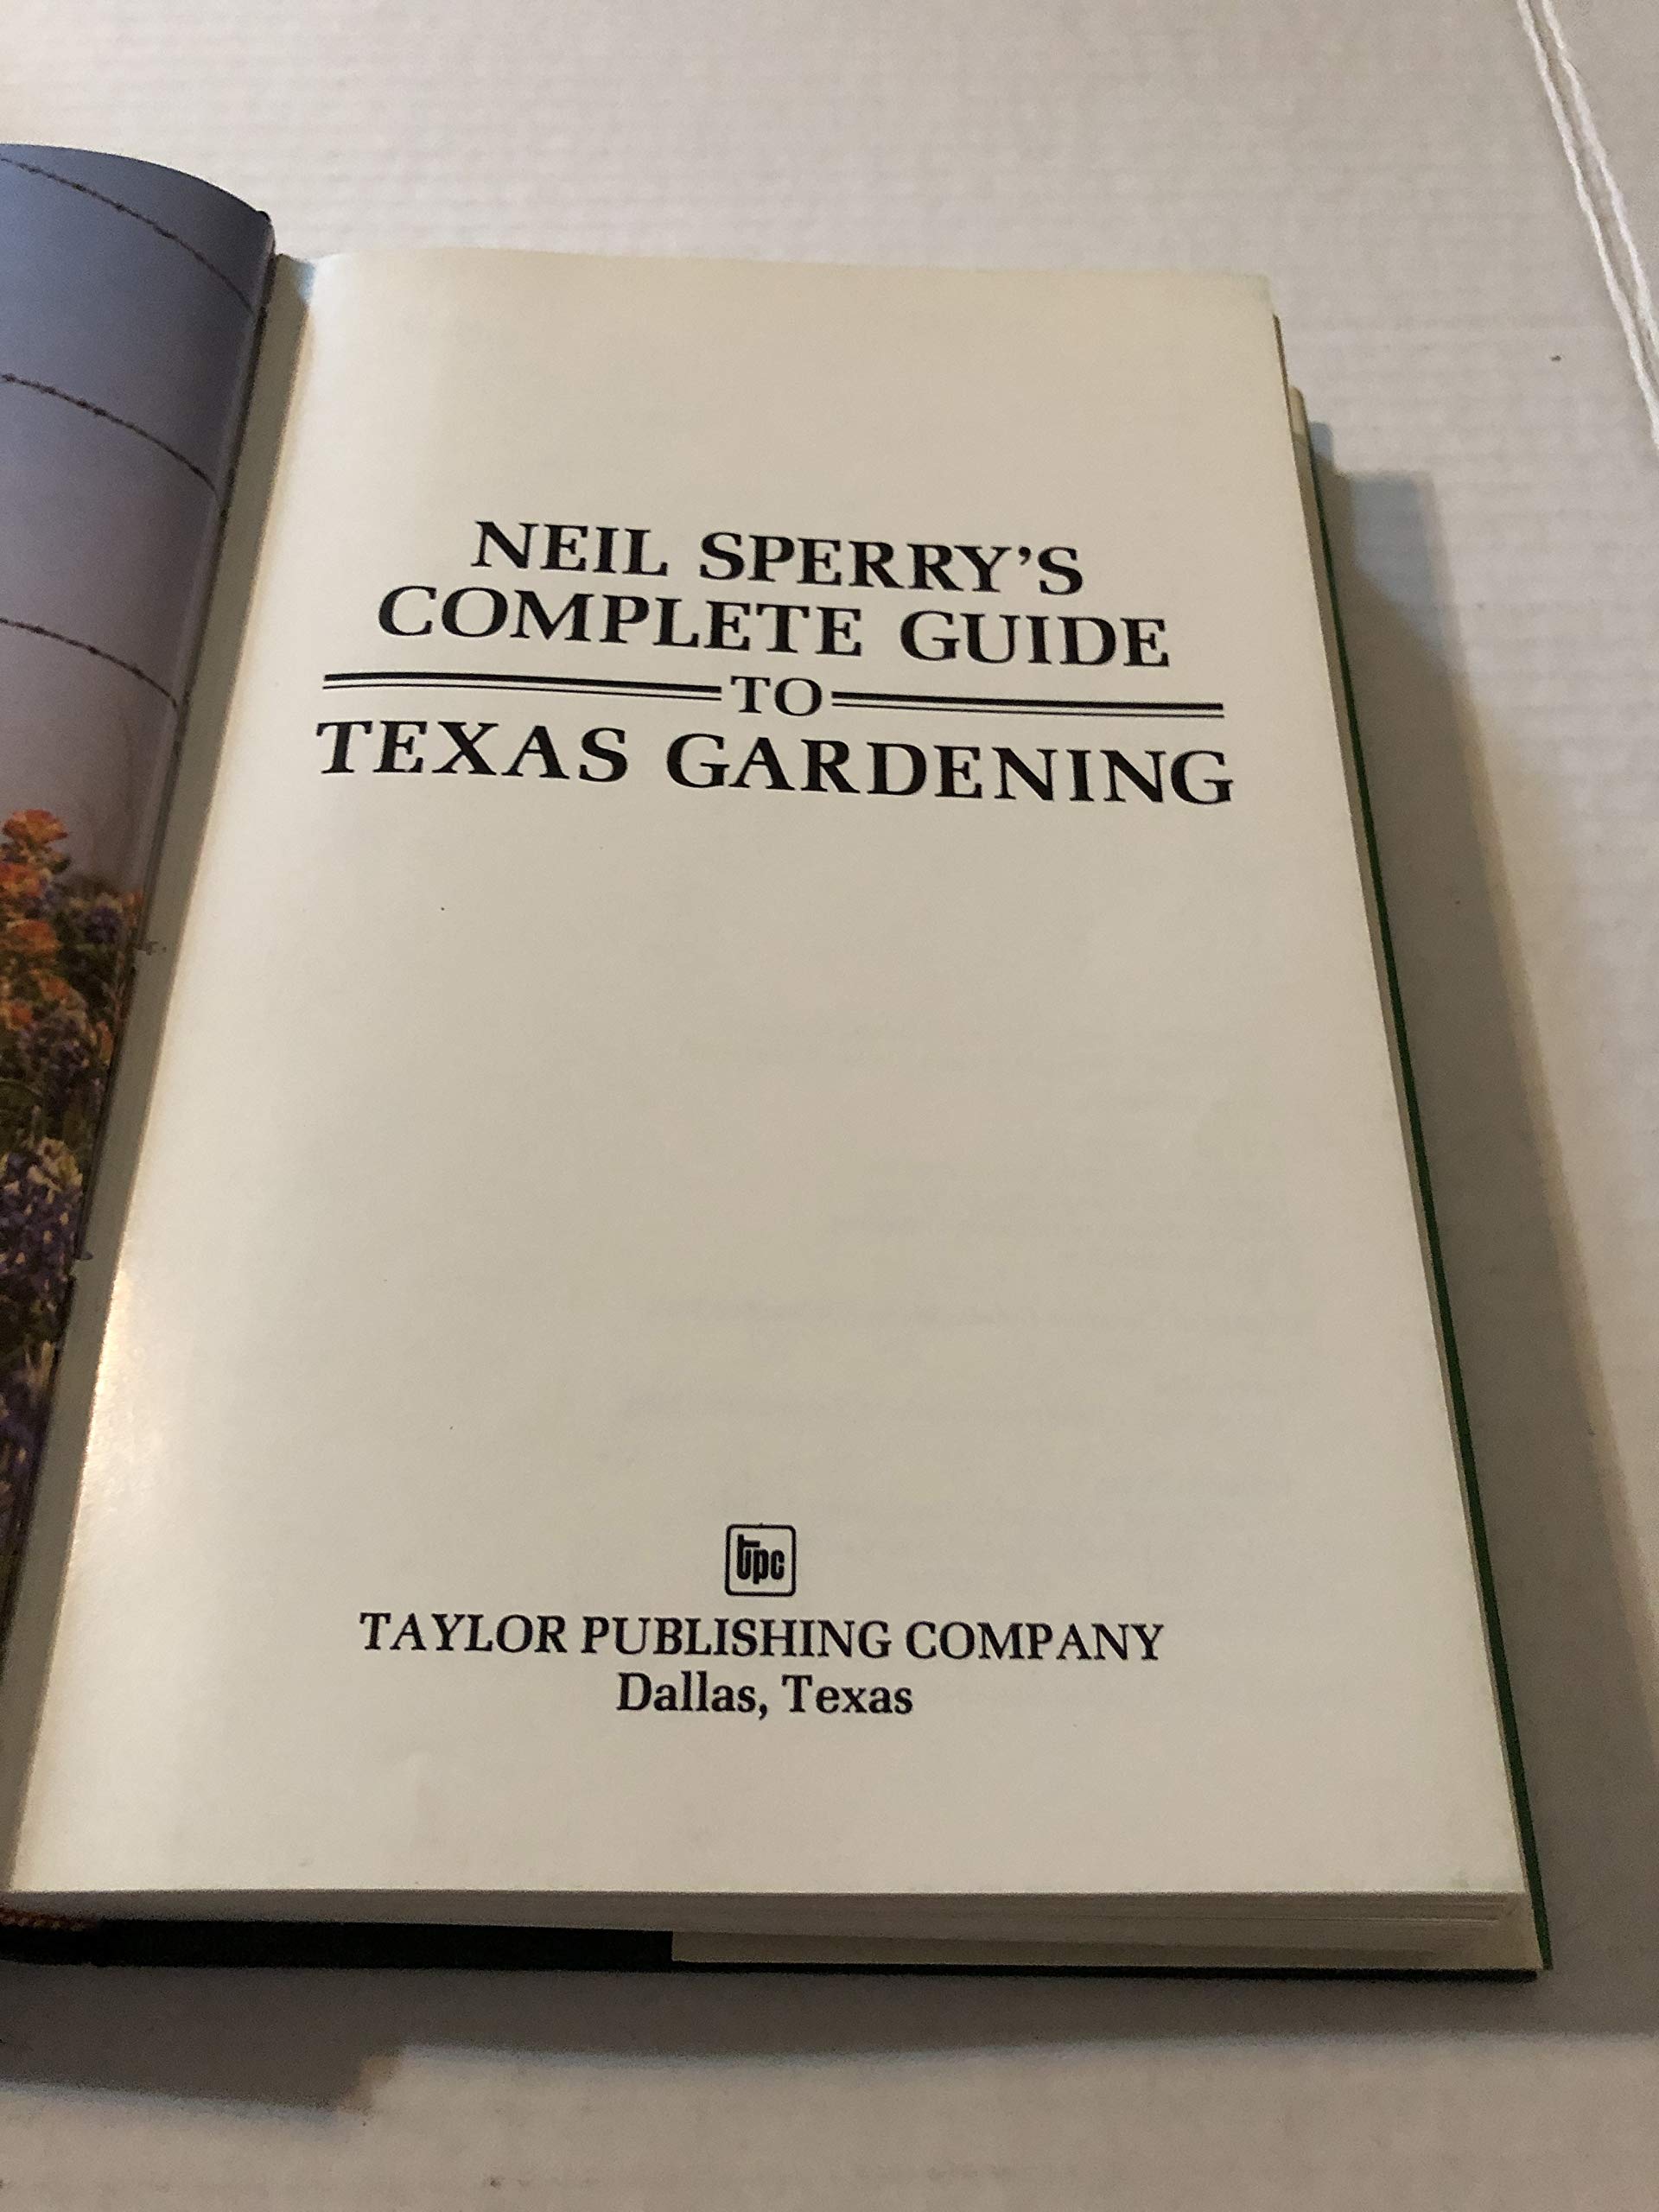 NEIL SPERRY'S
COMPLETE GUIDE
TO
TEXAS GARDENING
tpc
TAYLOR PUBLISHING COMPANY
Dallas, Texas